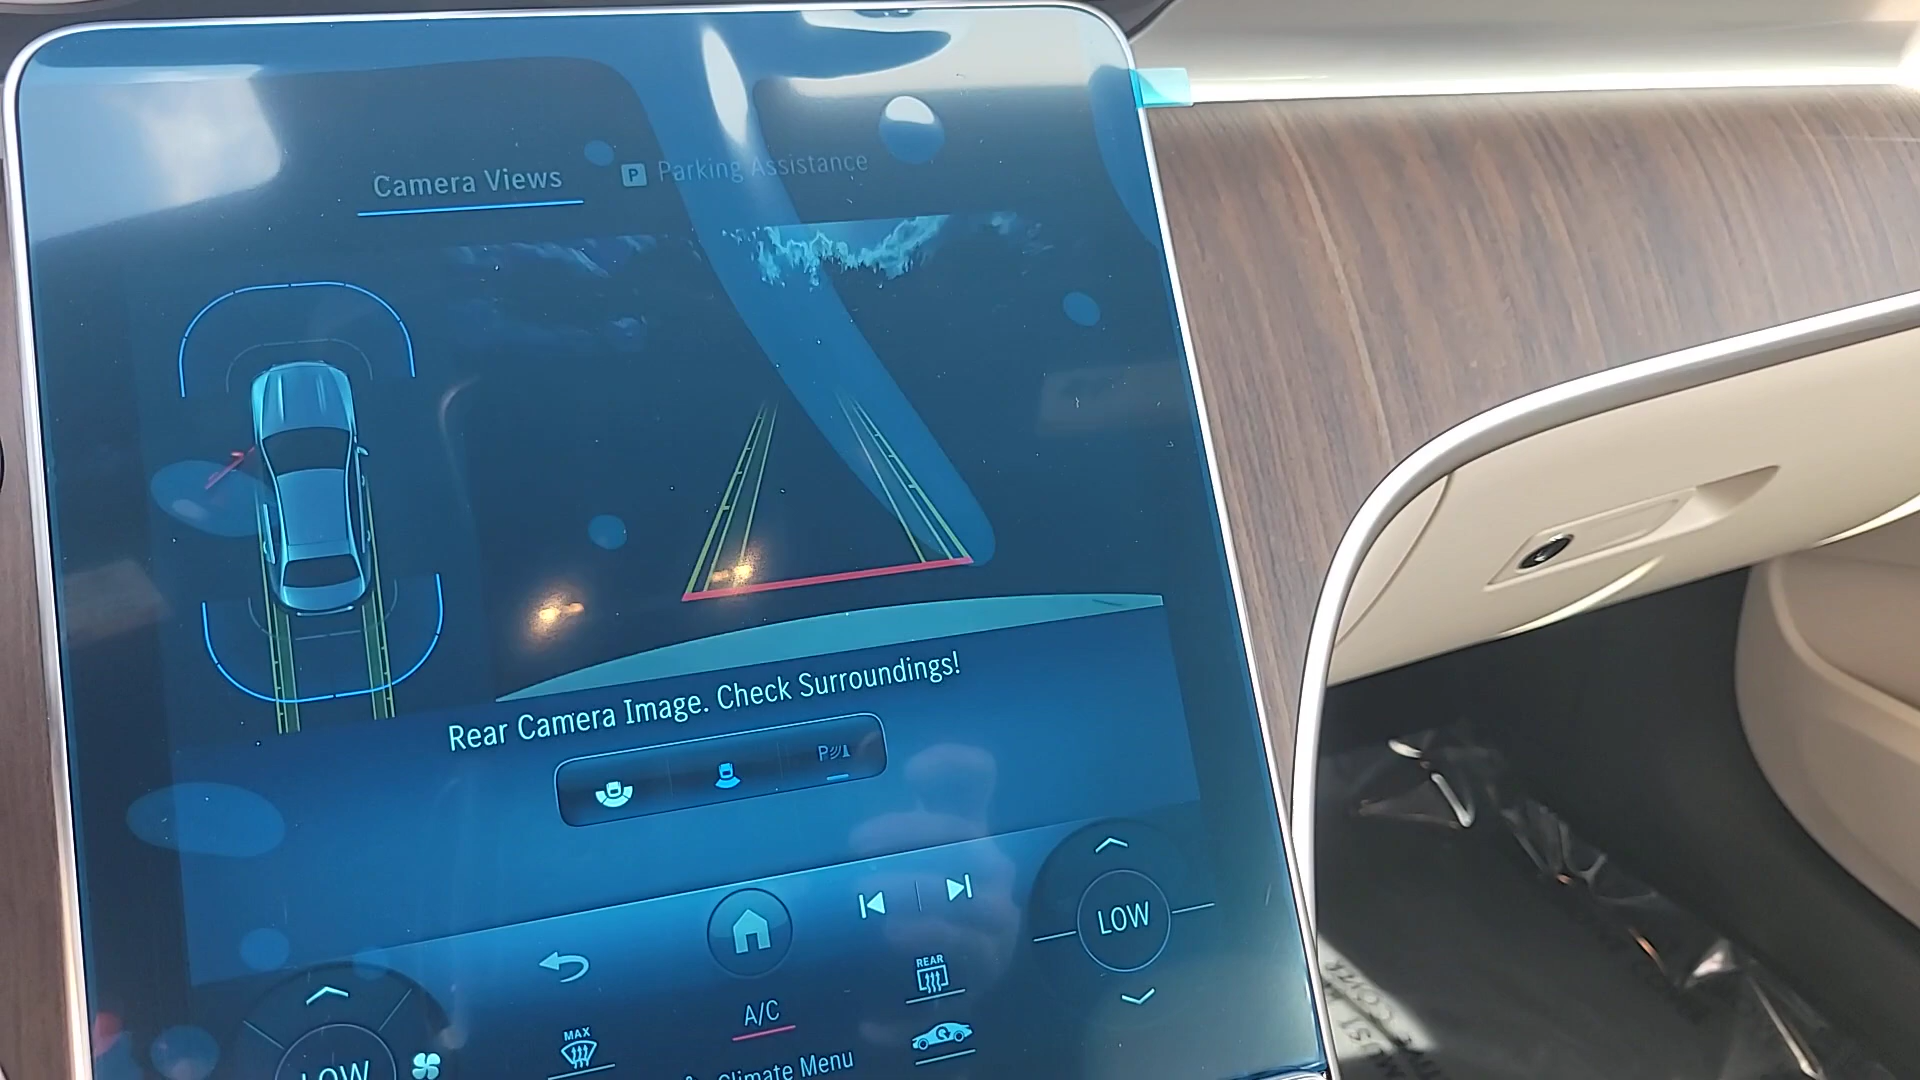 Camera Views
P Parking Assistance
Rear Camera Image. Check Surroundings!
P
LOW
REAR
A/C
MAX
LOW
Climate Menu